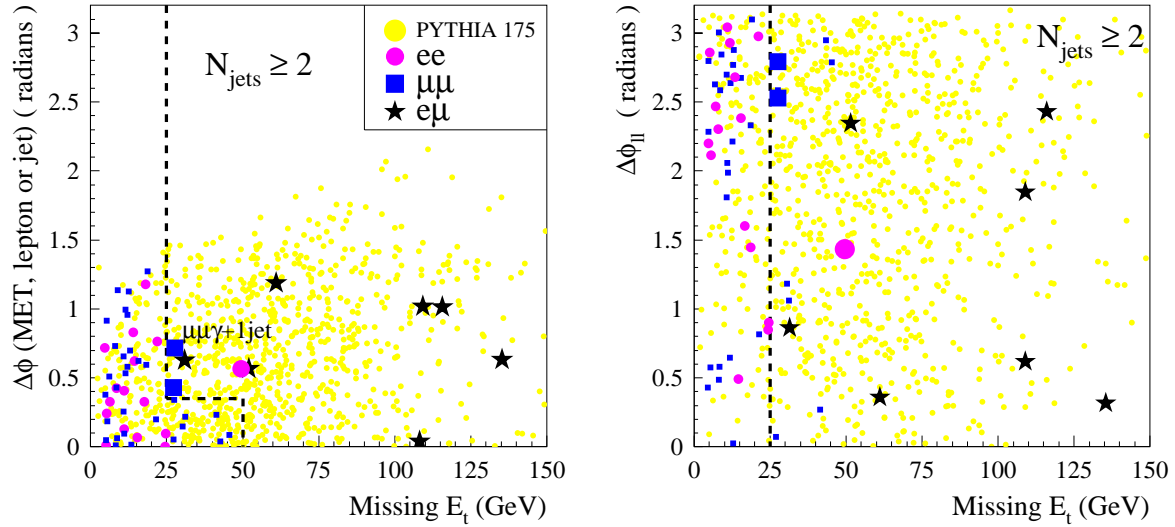 Δϕ (MET, lepton or jet) ( radians )
3
2.5
2
1.5
1
0.5
0
N_jets ≥ 2
PYTHIA 175
ee
μμ
eμ
μμγ+1jet
0 25 50 75 100 125 150
Missing E_t (GeV)
Δϕ_ll ( radians )
3
2.5
2
1.5
1
0.5
0
N_jets ≥ 2
0 25 50 75 100 125 150
Missing E_t (GeV)